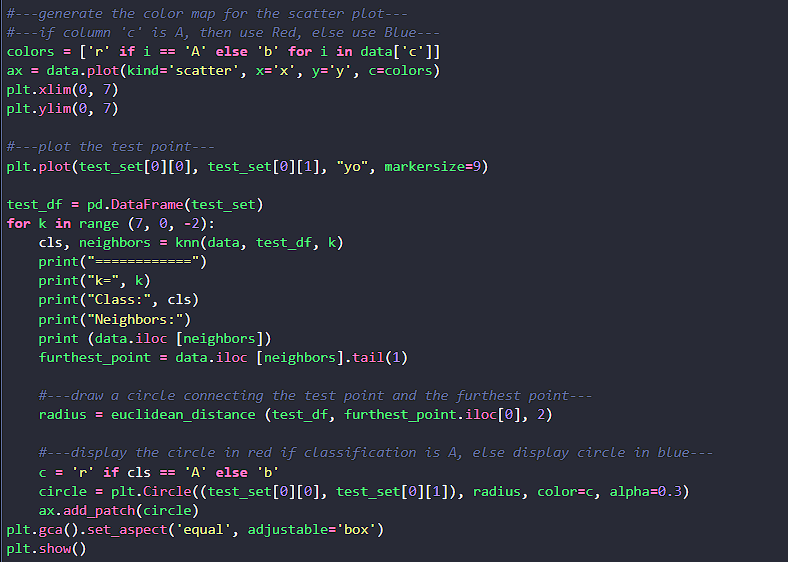 #---generate the color map for the scatter plot---
#---if column 'c' is A, then use Red, else use Blue---
colors = ['r' if i == 'A' else 'b' for i in data['c']]
ax = data.plot(kind='scatter', x='x', y='y', c=colors)
plt.xlim(0, 7)
plt.ylim(0, 7)

#---plot the test point---
plt.plot(test_set[0][0], test_set[0][1], "yo", markersize=9)

test_df = pd.DataFrame(test_set)
for k in range (7, 0, -2):
    cls, neighbors = knn(data, test_df, k)
    print("============")
    print("k=", k)
    print("Class:", cls)
    print("Neighbors:")
    print (data.iloc [neighbors])
    furthest_point = data.iloc [neighbors].tail(1)

    #---draw a circle connecting the test point and the furthest point---
    radius = euclidean_distance (test_df, furthest_point.iloc[0], 2)

    #---display the circle in red if classification is A, else display circle in blue---
    c = 'r' if cls == 'A' else 'b'
    circle = plt.Circle((test_set[0][0], test_set[0][1]), radius, color=c, alpha=0.3)
    ax.add_patch(circle)
plt.gca().set_aspect('equal', adjustable='box')
plt.show()